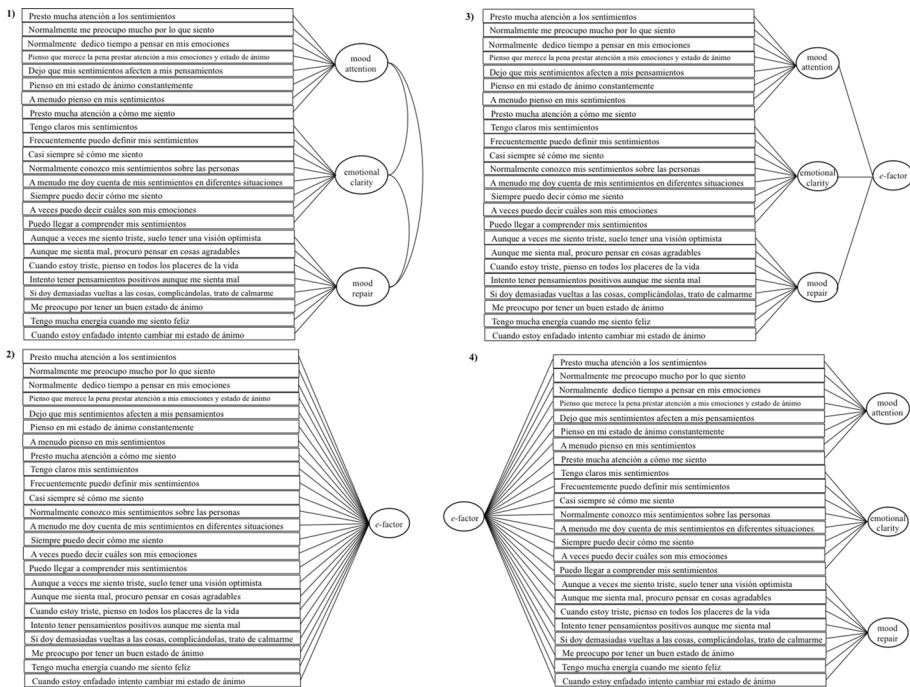 1)
Presto mucha atención a los sentimientos
Normalmente me preocupo mucho por lo que siento
Normalmente dedico tiempo a pensar en mis emociones
Pienso que merece la pena prestar atención a mis emociones y estado de ánimo
Dejo que mis sentimientos afecten a mis pensamientos
Pienso en mi estado de ánimo constantemente
A menudo pienso en mis sentimientos
Presto mucha atención a cómo me siento
Tengo claros mis sentimientos
Frecuentemente puedo definir mis sentimientos
Casi siempre sé cómo me siento
Normalmente conozco mis sentimientos sobre las personas
A menudo me doy cuenta de mis sentimientos en diferentes situaciones
Siempre puedo decir cómo me siento
A veces puedo decir cuáles son mis emociones
Puedo llegar a comprender mis sentimientos
Aunque a veces me siento triste, suelo tener una visión optimista
Aunque me sienta mal, procuro pensar en cosas agradables
Cuando estoy triste, pienso en todos los placeres de la vida
Intento tener pensamientos positivos aunque me sienta mal
Si doy demasiadas vueltas a las cosas, complicándolas, trato de calmarme
Me preocupo por tener un buen estado de ánimo
Tengo mucha energía cuando me siento feliz
Cuando estoy enfadado intento cambiar mi estado de ánimo
mood
attention
emotional
clarity
mood
repair
3)
Presto mucha atención a los sentimientos
Normalmente me preocupo mucho por lo que siento
Normalmente dedico tiempo a pensar en mis emociones
Pienso que merece la pena prestar atención a mis emociones y estado de ánimo
Dejo que mis sentimientos afecten a mis pensamientos
Pienso en mi estado de ánimo constantemente
A menudo pienso en mis sentimientos
Presto mucha atención a cómo me siento
Tengo claros mis sentimientos
Frecuentemente puedo definir mis sentimientos
Casi siempre sé cómo me siento
Normalmente conozco mis sentimientos sobre las personas
A menudo me doy cuenta de mis sentimientos en diferentes situaciones
Siempre puedo decir cómo me siento
A veces puedo decir cuáles son mis emociones
Puedo llegar a comprender mis sentimientos
Aunque a veces me siento triste, suelo tener una visión optimista
Aunque me sienta mal, procuro pensar en cosas agradables
Cuando estoy triste, pienso en todos los placeres de la vida
Intento tener pensamientos positivos aunque me sienta mal
Si doy demasiadas vueltas a las cosas, complicándolas, trato de calmarme
Me preocupo por tener un buen estado de ánimo
Tengo mucha energía cuando me siento feliz
Cuando estoy enfadado intento cambiar mi estado de ánimo
mood
attention
emotional
clarity
mood
repair
e-factor
2)
Presto mucha atención a los sentimientos
Normalmente me preocupo mucho por lo que siento
Normalmente dedico tiempo a pensar en mis emociones
Pienso que merece la pena prestar atención a mis emociones y estado de ánimo
Dejo que mis sentimientos afecten a mis pensamientos
Pienso en mi estado de ánimo constantemente
A menudo pienso en mis sentimientos
Presto mucha atención a cómo me siento
Tengo claros mis sentimientos
Frecuentemente puedo definir mis sentimientos
Casi siempre sé cómo me siento
Normalmente conozco mis sentimientos sobre las personas
A menudo me doy cuenta de mis sentimientos en diferentes situaciones
Siempre puedo decir cómo me siento
A veces puedo decir cuáles son mis emociones
Puedo llegar a comprender mis sentimientos
Aunque a veces me siento triste, suelo tener una visión optimista
Aunque me sienta mal, procuro pensar en cosas agradables
Cuando estoy triste, pienso en todos los placeres de la vida
Intento tener pensamientos positivos aunque me sienta mal
Si doy demasiadas vueltas a las cosas, complicándolas, trato de calmarme
Me preocupo por tener un buen estado de ánimo
Tengo mucha energía cuando me siento feliz
Cuando estoy enfadado intento cambiar mi estado de ánimo
e-factor
4)
e-factor
Presto mucha atención a los sentimientos
Normalmente me preocupo mucho por lo que siento
Normalmente dedico tiempo a pensar en mis emociones
Pienso que merece la pena prestar atención a mis emociones y estado de ánimo
Dejo que mis sentimientos afecten a mis pensamientos
Pienso en mi estado de ánimo constantemente
A menudo pienso en mis sentimientos
Presto mucha atención a cómo me siento
Tengo claros mis sentimientos
Frecuentemente puedo definir mis sentimientos
Casi siempre sé cómo me siento
Normalmente conozco mis sentimientos sobre las personas
A menudo me doy cuenta de mis sentimientos en diferentes situaciones
Siempre puedo decir cómo me siento
A veces puedo decir cuáles son mis emociones
Puedo llegar a comprender mis sentimientos
Aunque a veces me siento triste, suelo tener una visión optimista
Aunque me sienta mal, procuro pensar en cosas agradables
Cuando estoy triste, pienso en todos los placeres de la vida
Intento tener pensamientos positivos aunque me sienta mal
Si doy demasiadas vueltas a las cosas, complicándolas, trato de calmarme
Me preocupo por tener un buen estado de ánimo
Tengo mucha energía cuando me siento feliz
Cuando estoy enfadado intento cambiar mi estado de ánimo
mood
attention
emotional
clarity
mood
repair